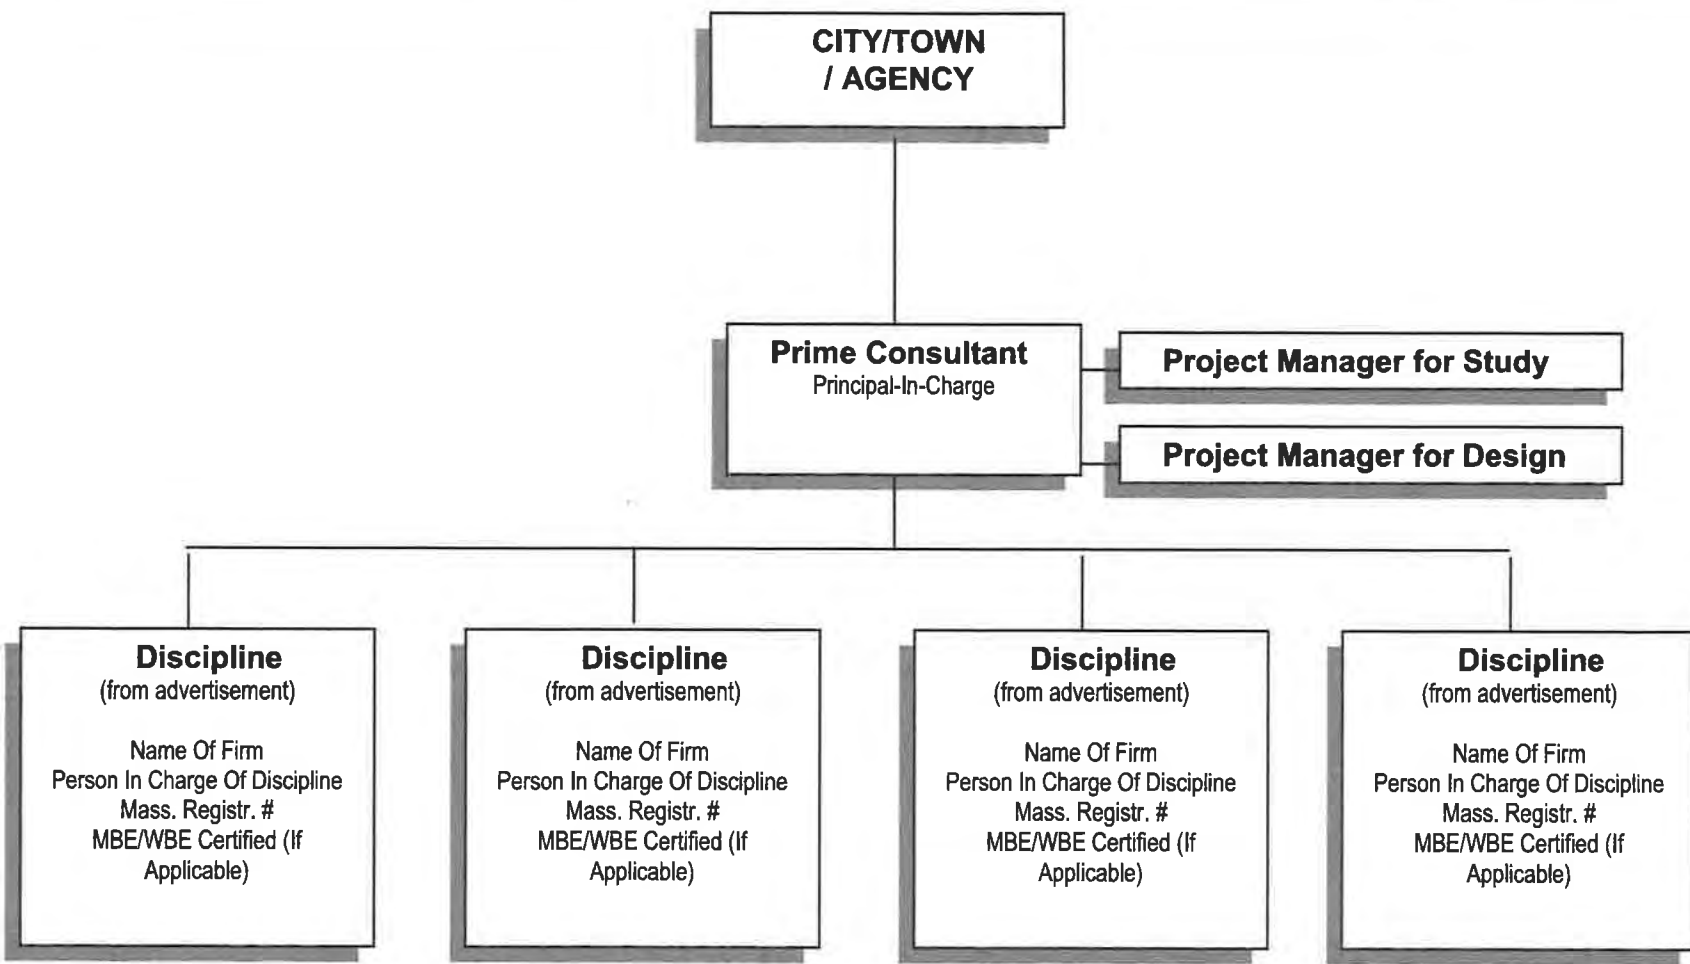 CITY/TOWN
/ AGENCY
Prime Consultant
Principal-In-Charge
Project Manager for Study
Project Manager for Design
Discipline
(from advertisement)
Name Of Firm
Person In Charge Of Discipline
Mass. Registr. #
MBE/WBE Certified (If
Applicable)
Discipline
(from advertisement)
Name Of Firm
Person In Charge Of Discipline
Mass. Registr. #
MBE/WBE Certified (If
Applicable)
Discipline
(from advertisement)
Name Of Firm
Person In Charge Of Discipline
Mass. Registr. #
MBE/WBE Certified (If
Applicable)
Discipline
(from advertisement)
Name Of Firm
Person In Charge Of Discipline
Mass. Registr. #
MBE/WBE Certified (If
Applicable)